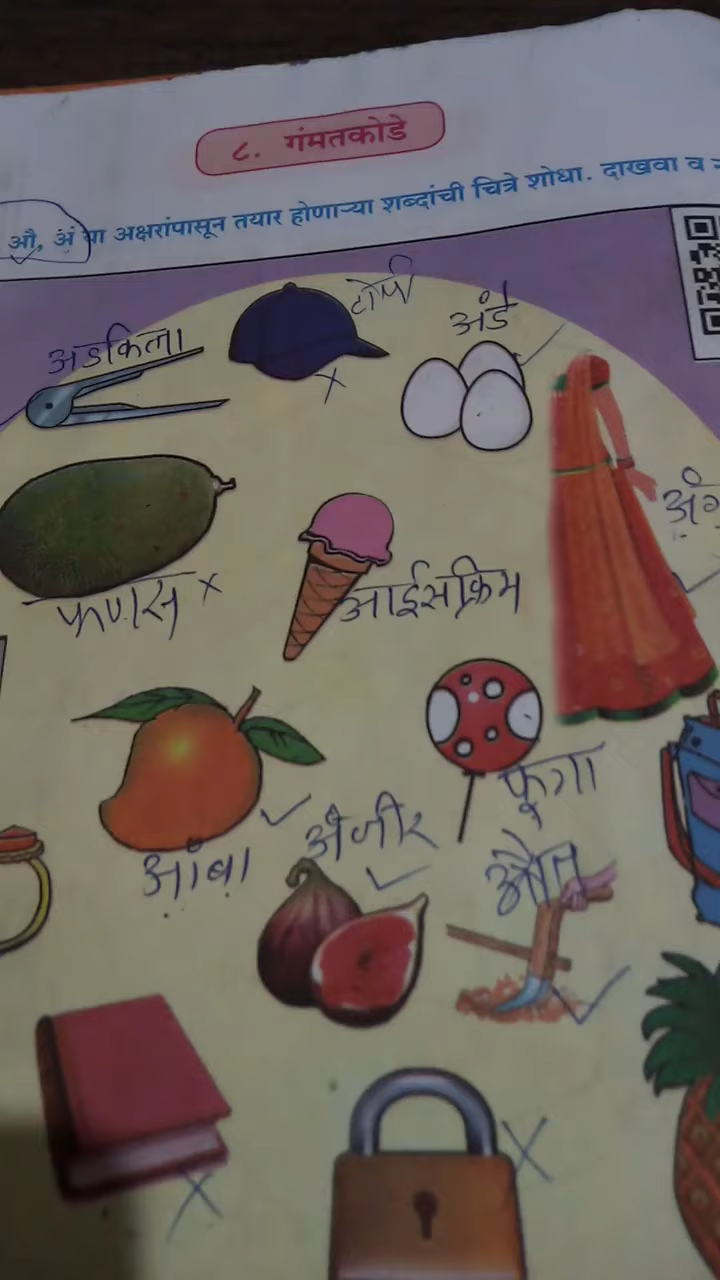 ८. गंमतकोडे
औ, अं या अक्षरांपासून तयार होणाऱ्या शब्दांची चित्रे शोधा. दाखवा व
टोपी
अंडे
अडकित्ता
अंग
फणस
आईसक्रिम
फूगा
आंबा
अंजीर
औत